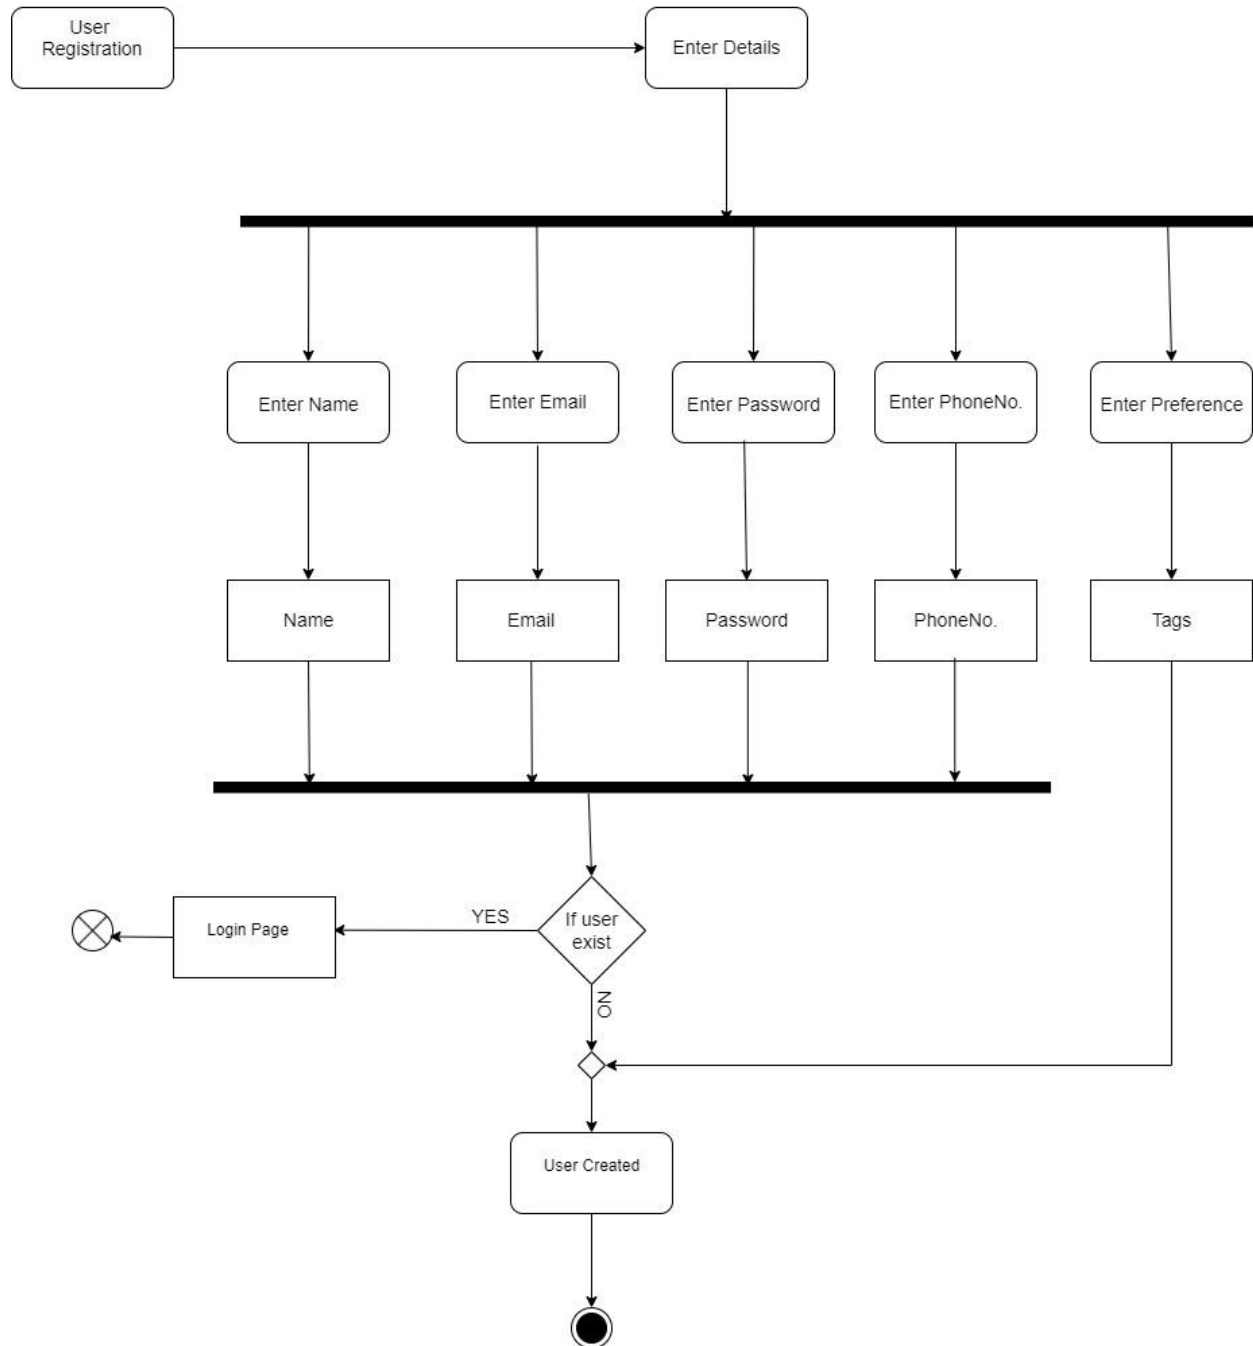 User
Registration
Enter Details
Enter Name
Enter Email
Enter Password
Enter PhoneNo.
Enter Preference
Name
Email
Password
PhoneNo.
Tags
Login Page
YES
If user
exist
NO
User Created